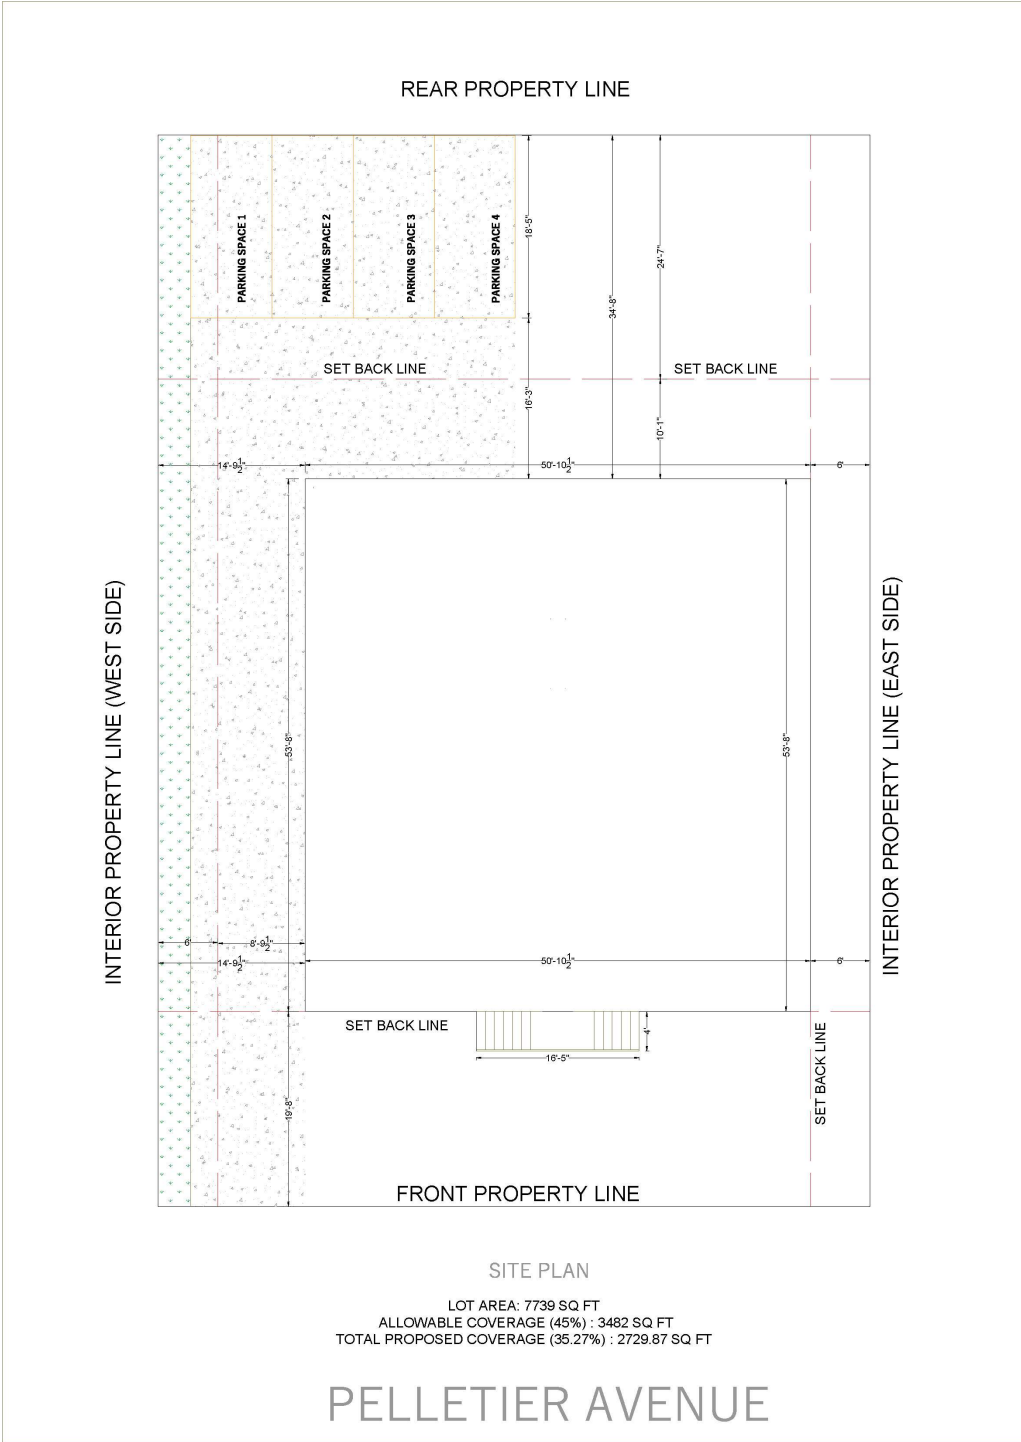 REAR PROPERTY LINE
PARKING SPACE 1
PARKING SPACE 2
PARKING SPACE 3
PARKING SPACE 4
18'-5"
34'-8"
24'-7"
SET BACK LINE
SET BACK LINE
16'-3"
10'-1"
14'-9 1/2"
50'-10 1/2"
6'
INTERIOR PROPERTY LINE (WEST SIDE)
53'-8"
53'-8"
INTERIOR PROPERTY LINE (EAST SIDE)
6'
8'-9 1/2"
14'-9 1/2"
50'-10 1/2"
6'
SET BACK LINE
4'
16'-5"
SET BACK LINE
19'-8"
FRONT PROPERTY LINE
SITE PLAN
LOT AREA: 7739 SQ FT
ALLOWABLE COVERAGE (45%) : 3482 SQ FT
TOTAL PROPOSED COVERAGE (35.27%) : 2729.87 SQ FT
PELLETIER AVENUE